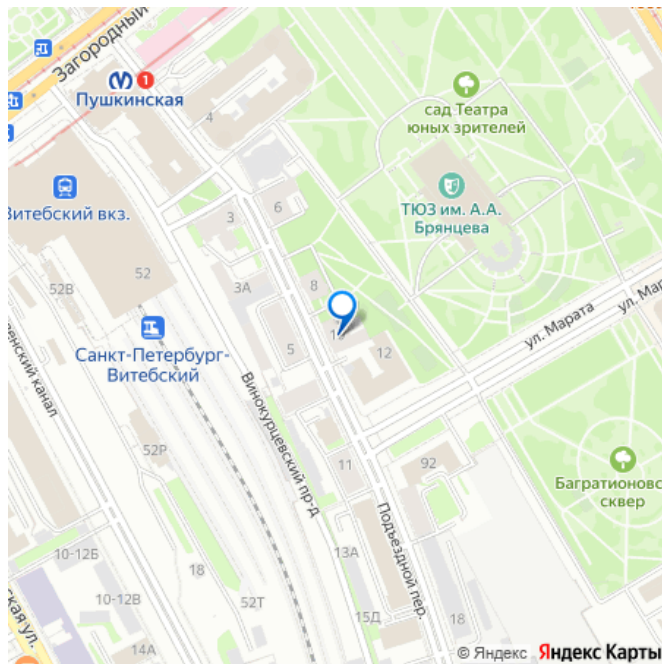 Загородный
1
Пушкинская
4
сад Театра
юных зрителей
ТЮЗ им. А.А.
Брянцева
Витебский вкз.
3
6
52
52В
3А
8
ул. Марата
Санкт-Петербург-
Витебский
5
12
Винокурцевский пр-д
52Р
11
92
Багратионов
сквер
Подъездной пер.
10-12Б
18
13А
10-12В
52Т
15Д
18
14А
© Яндекс Яндекс Карты